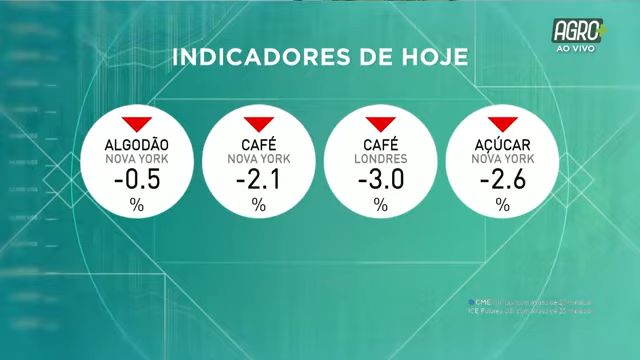 AGRO+
AO VIVO
INDICADORES DE HOJE
ALGODÃO
NOVA YORK
-0.5
%
CAFÉ
NOVA YORK
-2.1
%
CAFÉ
LONDRES
-3.0
%
AÇÚCAR
NOVA YORK
-2.6
%
CME